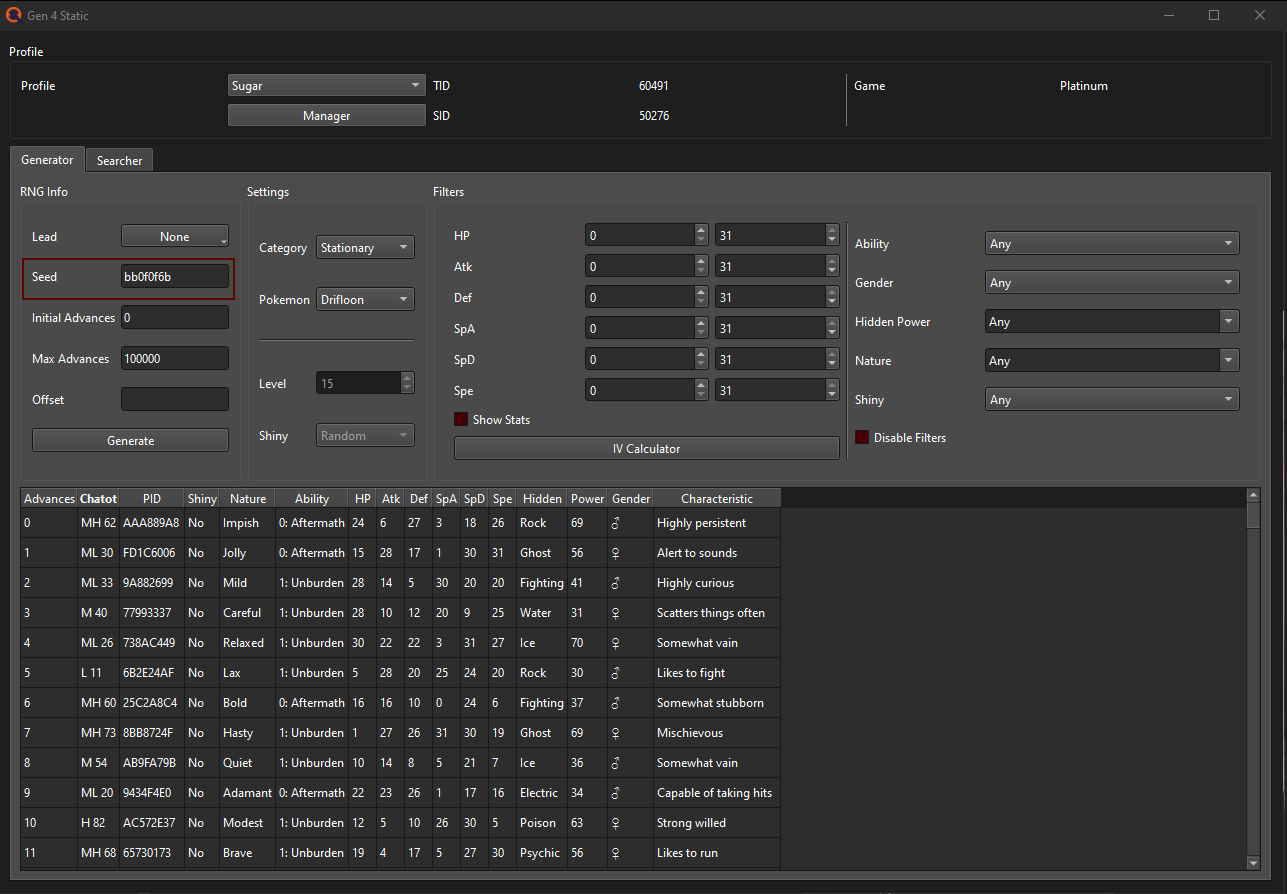 Gen 4 Static
Profile
Profile Sugar TID 60491 Game Platinum
Manager SID 50276
Generator Searcher
RNG Info Settings Filters
Lead None
Seed bb0f0f6b
Initial Advances 0
Max Advances 100000
Offset
Generate
Category Stationary
Pokemon Drifloon
Level 15
Shiny Random
HP 0 31
Atk 0 31
Def 0 31
SpA 0 31
SpD 0 31
Spe 0 31
Show Stats
IV Calculator
Ability Any
Gender Any
Hidden Power Any
Nature Any
Shiny Any
Disable Filters
Advances Chatot PID Shiny Nature Ability HP Atk Def SpA SpD Spe Hidden Power Gender Characteristic
0 MH 62 AAA889A8 No Impish 0: Aftermath 24 6 27 3 18 26 Rock 69 ♂ Highly persistent
1 ML 30 FD1C6006 No Jolly 0: Aftermath 15 28 17 1 30 31 Ghost 56 ♀ Alert to sounds
2 ML 33 9A882699 No Mild 1: Unburden 28 14 5 30 20 20 Fighting 41 ♂ Highly curious
3 M 40 77993337 No Careful 1: Unburden 28 10 12 20 9 25 Water 31 ♀ Scatters things often
4 ML 26 738AC449 No Relaxed 1: Unburden 30 22 22 3 31 27 Ice 70 ♀ Somewhat vain
5 L 11 6B2E24AF No Lax 1: Unburden 5 28 20 25 24 20 Rock 30 ♂ Likes to fight
6 MH 60 25C2A8C4 No Bold 0: Aftermath 16 16 10 0 24 6 Fighting 37 ♂ Somewhat stubborn
7 MH 73 8BB8724F No Hasty 1: Unburden 1 27 26 31 30 19 Ghost 69 ♀ Mischievous
8 M 54 AB9FA79B No Quiet 1: Unburden 10 14 8 5 21 7 Ice 36 ♂ Somewhat vain
9 ML 20 9434F4E0 No Adamant 0: Aftermath 22 23 26 1 17 16 Electric 34 ♂ Capable of taking hits
10 H 82 AC572E37 No Modest 1: Unburden 12 5 10 26 30 5 Poison 63 ♀ Strong willed
11 MH 68 65730173 No Brave 1: Unburden 19 4 17 5 27 30 Psychic 56 ♀ Likes to run